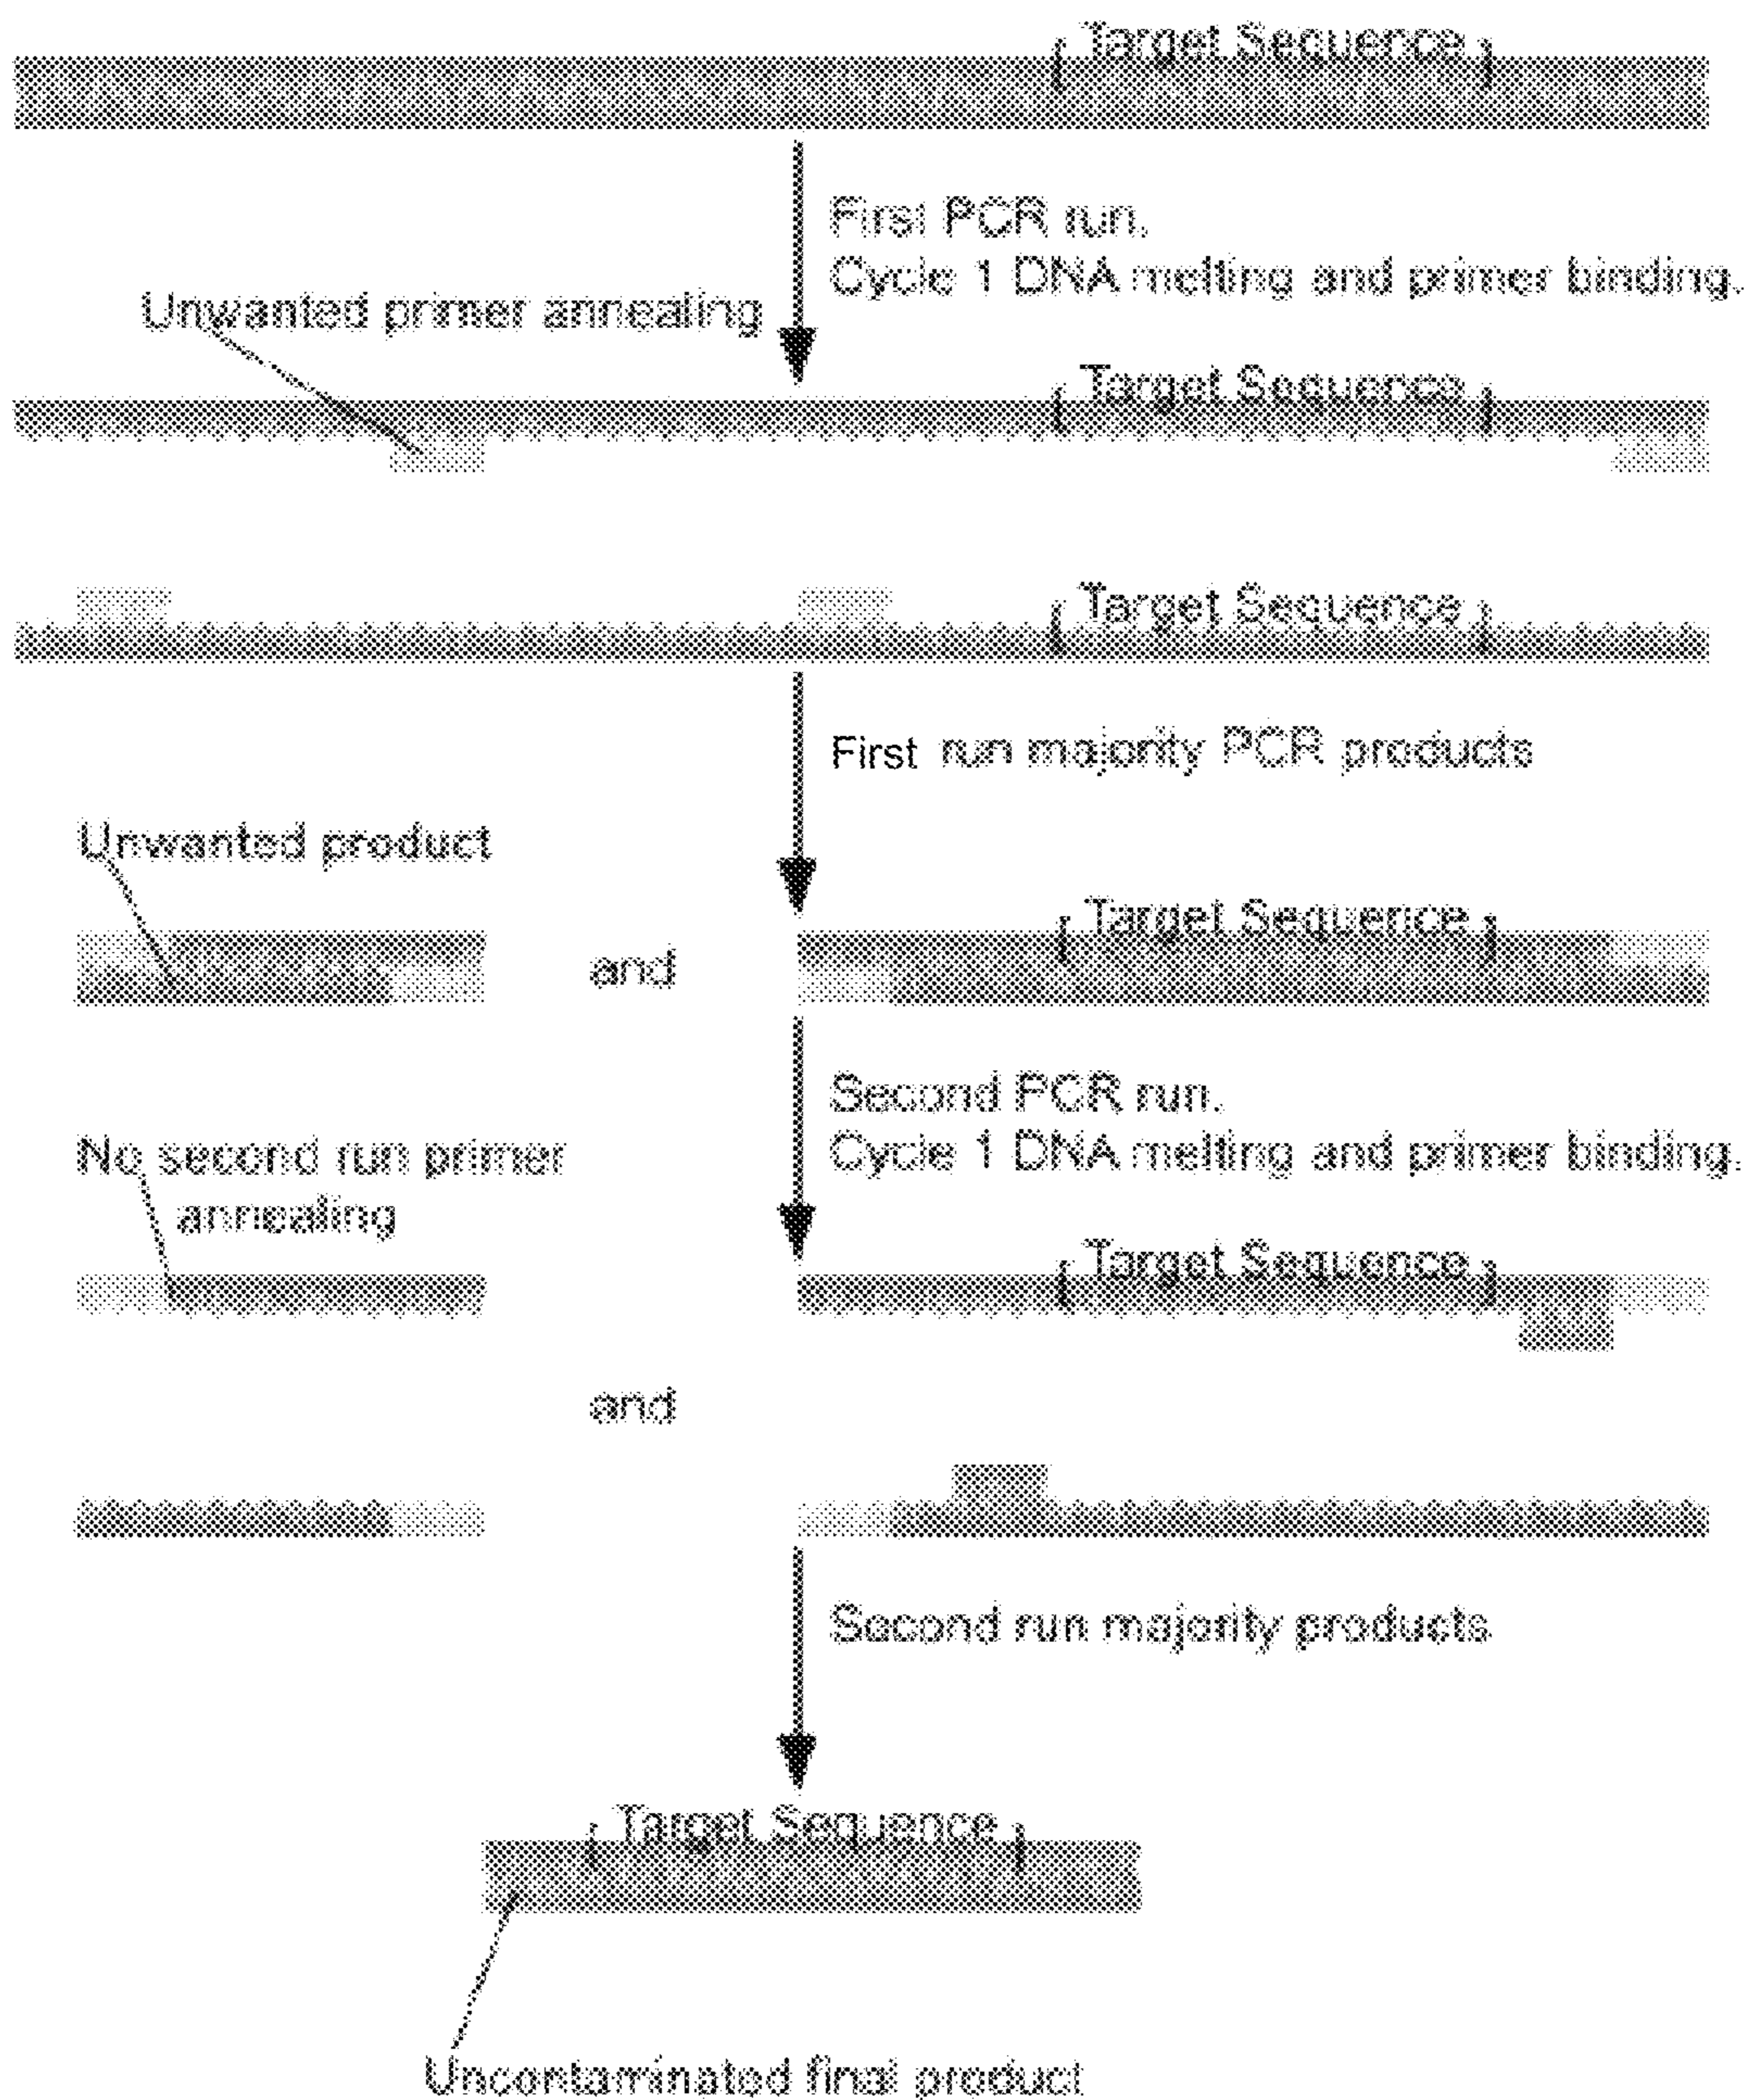 Target Sequence
First PCR run.
Cycle 1 DNA melting and primer binding.
Unwanted primer annealing
Target Sequence
Target Sequence
First run majority PCR products
Unwanted product
Target Sequence
and
Second PCR run.
Cycle 1 DNA melting and primer binding.
No second run primer
annealing
Target Sequence
and
Second run majority products
Target Sequence
Uncontaminated final product